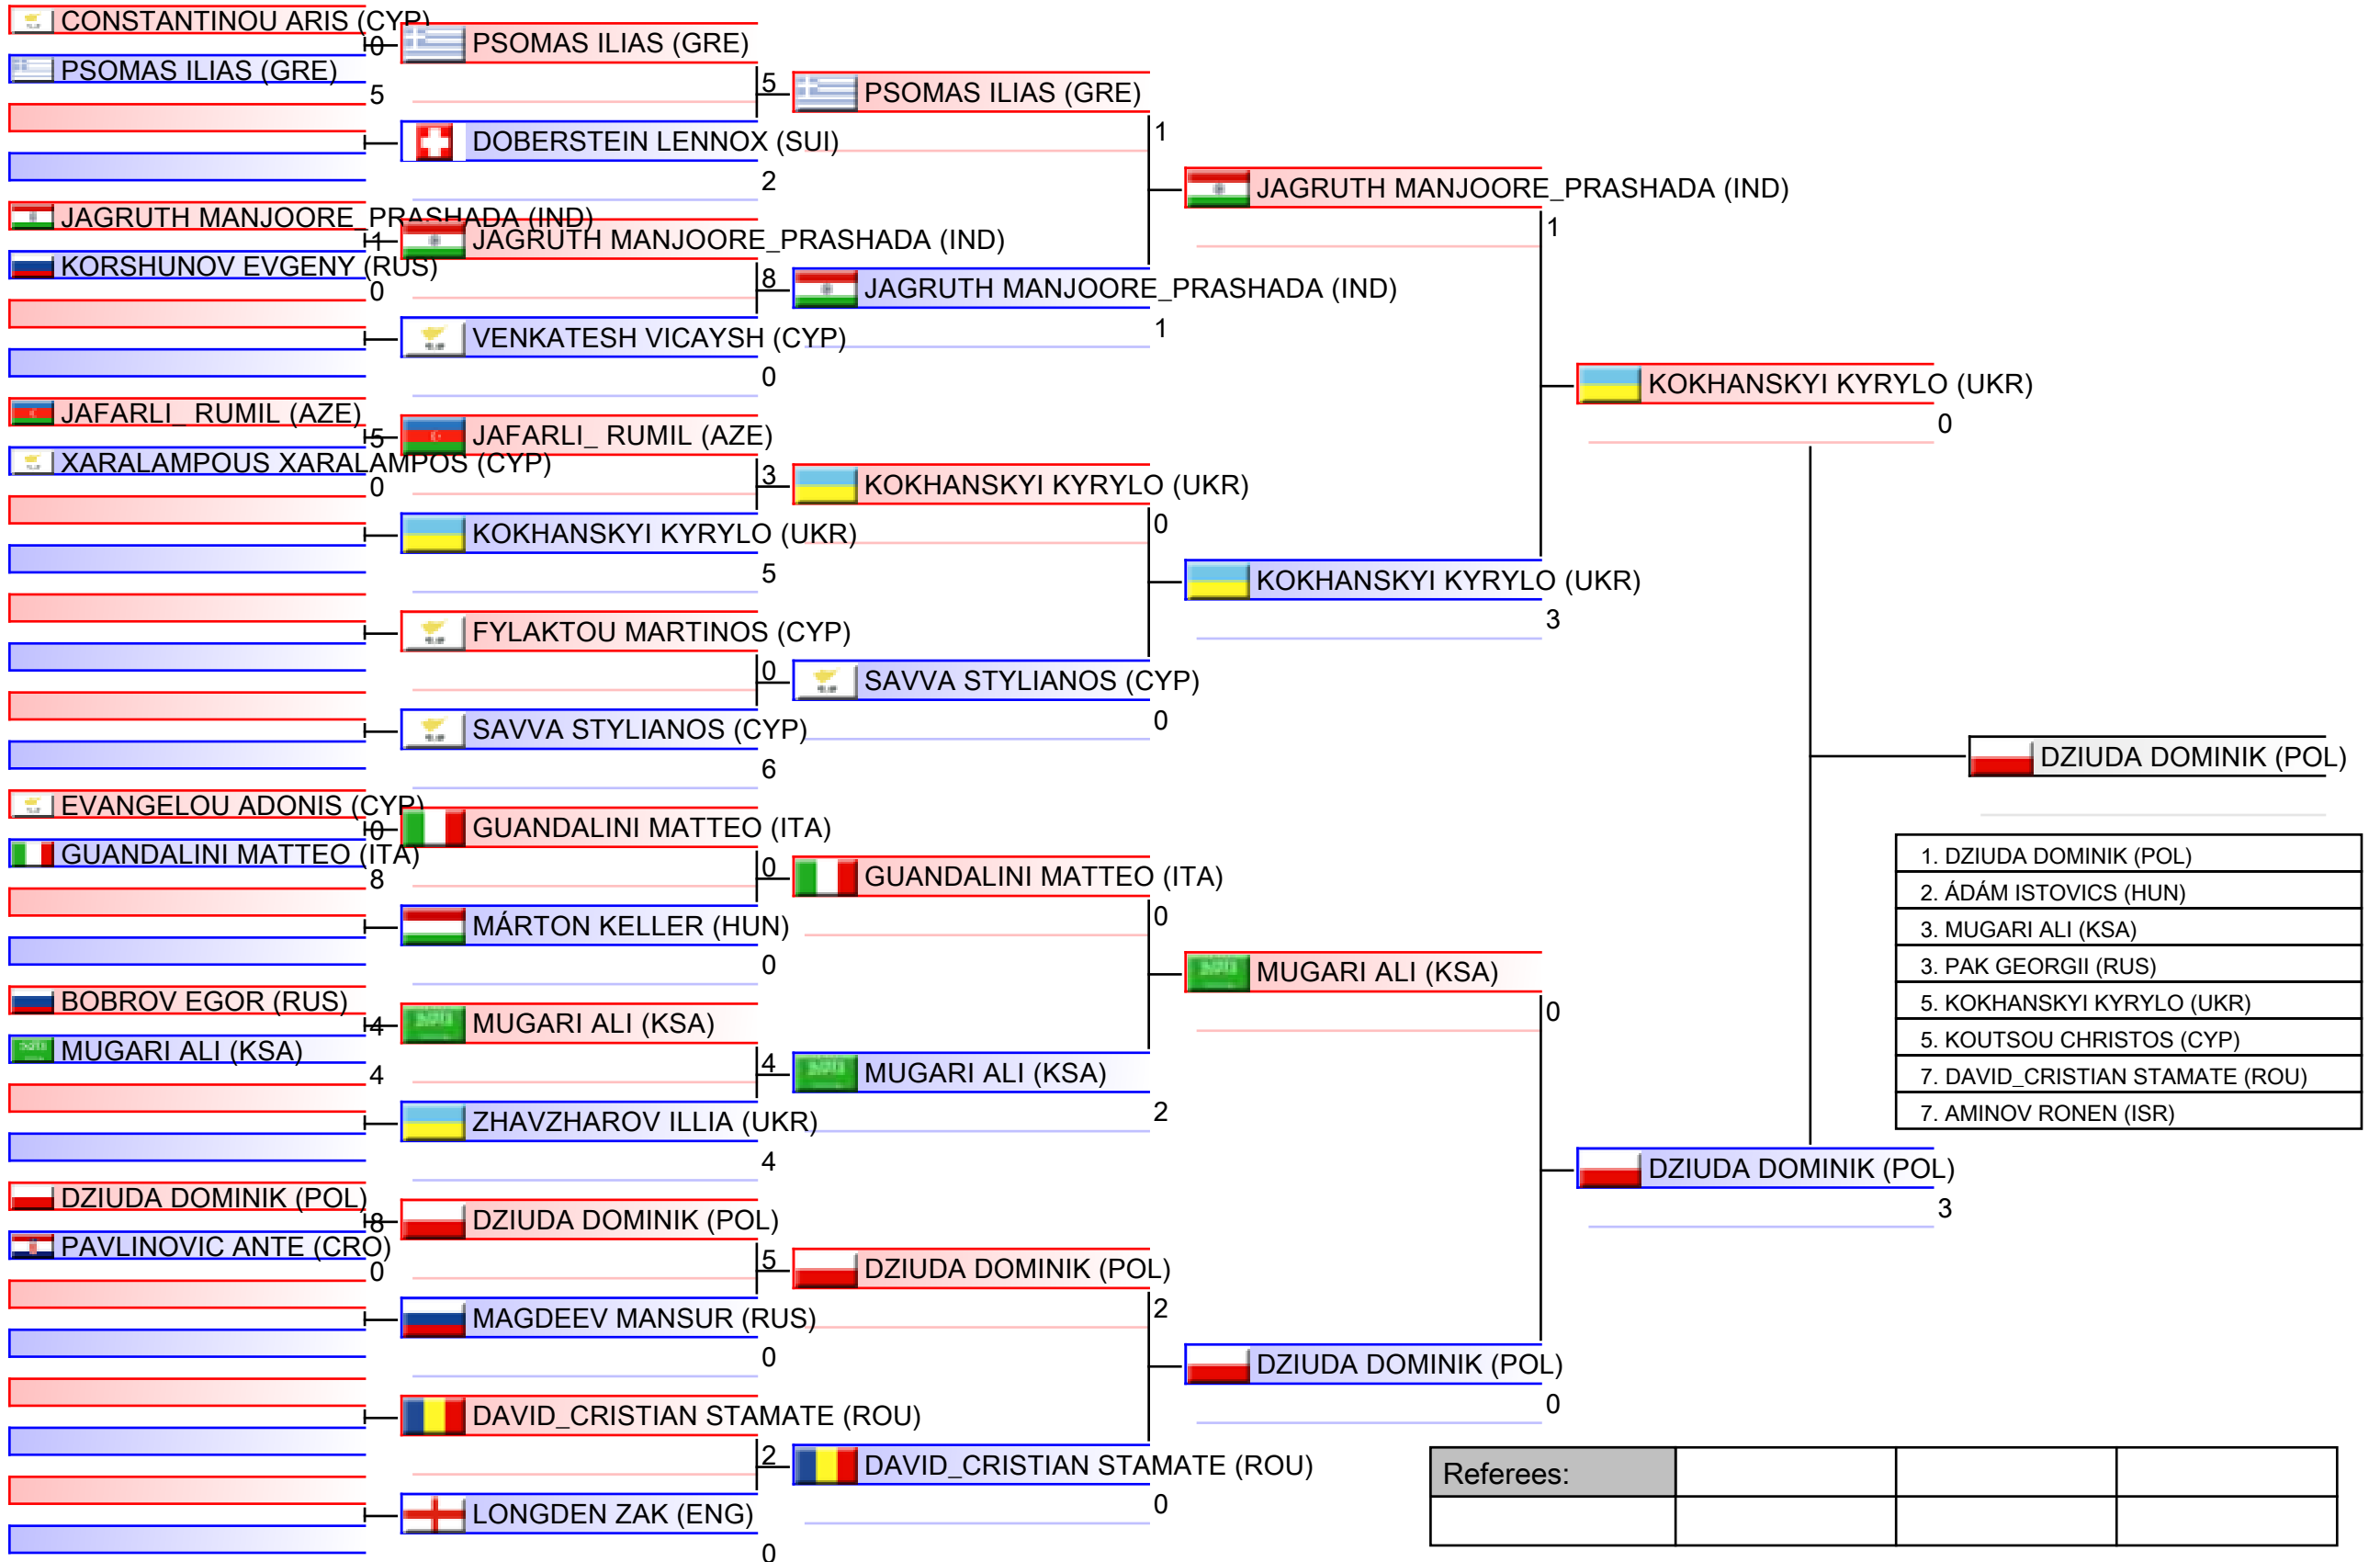 CONSTANTINOU ARIS (CYP)
0
PSOMAS ILIAS (GRE)
5
JAGRUTH MANJOORE_PRASHADA (IND)
1
KORSHUNOV EVGENY (RUS)
0
JAFARLI_ RUMIL (AZE)
5
XARALAMPOUS XARALAMPOS (CYP)
0
EVANGELOU ADONIS (CYP)
0
GUANDALINI MATTEO (ITA)
8
BOBROV EGOR (RUS)
4
MUGARI ALI (KSA)
4
DZIUDA DOMINIK (POL)
8
PAVLINOVIC ANTE (CRO)
0
PSOMAS ILIAS (GRE)
5
DOBERSTEIN LENNOX (SUI)
2
JAGRUTH MANJOORE_PRASHADA (IND)
8
VENKATESH VICAYSH (CYP)
0
JAFARLI_ RUMIL (AZE)
3
KOKHANSKYI KYRYLO (UKR)
5
FYLAKTOU MARTINOS (CYP)
0
SAVVA STYLIANOS (CYP)
6
GUANDALINI MATTEO (ITA)
0
MÁRTON KELLER (HUN)
0
MUGARI ALI (KSA)
4
ZHAVZHAROV ILLIA (UKR)
4
DZIUDA DOMINIK (POL)
5
MAGDEEV MANSUR (RUS)
0
DAVID_CRISTIAN STAMATE (ROU)
2
LONGDEN ZAK (ENG)
0
PSOMAS ILIAS (GRE)
1
JAGRUTH MANJOORE_PRASHADA (IND)
1
KOKHANSKYI KYRYLO (UKR)
0
SAVVA STYLIANOS (CYP)
0
GUANDALINI MATTEO (ITA)
0
MUGARI ALI (KSA)
2
DZIUDA DOMINIK (POL)
2
DAVID_CRISTIAN STAMATE (ROU)
0
JAGRUTH MANJOORE_PRASHADA (IND)
1
KOKHANSKYI KYRYLO (UKR)
3
MUGARI ALI (KSA)
0
DZIUDA DOMINIK (POL)
0
KOKHANSKYI KYRYLO (UKR)
0
DZIUDA DOMINIK (POL)
3
DZIUDA DOMINIK (POL)
1. DZIUDA DOMINIK (POL)
2. ÁDÁM ISTOVICS (HUN)
3. MUGARI ALI (KSA)
3. PAK GEORGII (RUS)
5. KOKHANSKYI KYRYLO (UKR)
5. KOUTSOU CHRISTOS (CYP)
7. DAVID_CRISTIAN STAMATE (ROU)
7. AMINOV RONEN (ISR)
Referees: